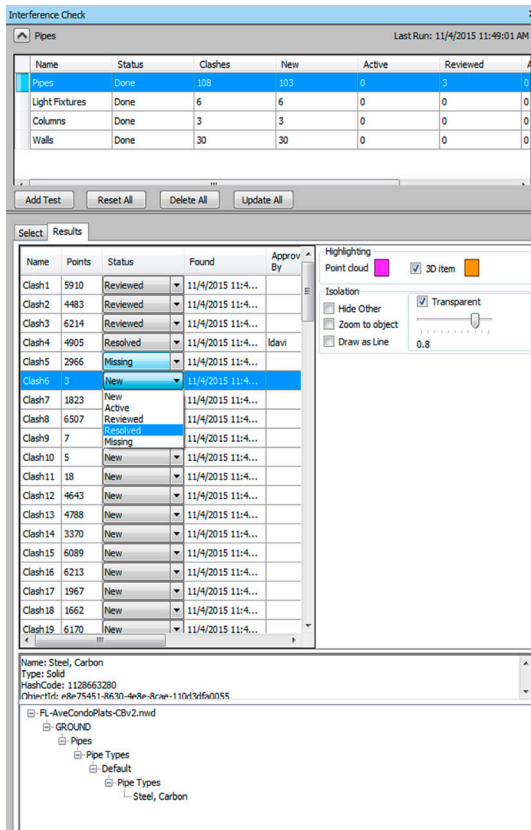 Interference Check
Pipes Last Run: 11/4/2015 11:49:01 AM
Name Status Clashes New Active Reviewed A
Pipes Done 108 103 0 3 0
Light Fixtures Done 6 6 0 0 0
Columns Done 3 3 0 0 0
Walls Done 30 30 0 0 0
Add Test Reset All Delete All Update All
Select Results
Name Points Status Found Approv By
Clash1 5910 Reviewed 11/4/2015 11:4...
Clash2 4483 Reviewed 11/4/2015 11:4...
Clash3 6214 Reviewed 11/4/2015 11:4...
Clash4 4905 Resolved 11/4/2015 11:4... ldavi
Clash5 2966 Missing 11/4/2015 11:4...
Clash6 3 New 11/4/2015 11:4...
Clash7 1823 New 11/4/2015 11:4...
Active
Clash8 6507 Reviewed 11/4/2015 11:4...
Resolved
Clash9 7 Missing 11/4/2015 11:4...
Clash10 5 New 11/4/2015 11:4...
Clash11 18 New 11/4/2015 11:4...
Clash12 4643 New 11/4/2015 11:4...
Clash13 4788 New 11/4/2015 11:4...
Clash14 3370 New 11/4/2015 11:4...
Clash15 6089 New 11/4/2015 11:4...
Clash16 6213 New 11/4/2015 11:4...
Clash17 1967 New 11/4/2015 11:4...
Clash18 1662 New 11/4/2015 11:4...
Clash19 6170 New 11/4/2015 11:4...
Highlighting
Point cloud 3D item
Isolation
Hide Other Transparent
Zoom to object
Draw as Line 0.8
Name: Steel, Carbon
Type: Solid
HashCode: 1128663280
ObjectId: e8e75451-8630-4e8e-8cae-110d3dfa0055
FL-AveCondoPlats-CBv2.nwd
GROUND
Pipes
Pipe Types
Default
Pipe Types
Steel, Carbon